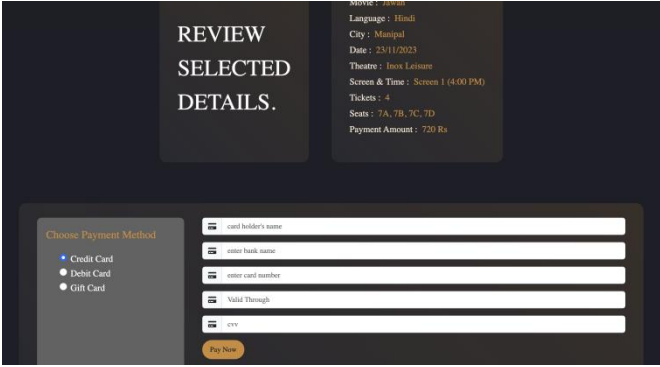 REVIEW
SELECTED
DETAILS.
Movie : Jawan
Language : Hindi
City : Manipal
Date : 23/11/2023
Theatre : Inox Leisure
Screen & Time : Screen 1 (4:00 PM)
Tickets : 4
Seats : 7A, 7B, 7C, 7D
Payment Amount : 720 Rs
Choose Payment Method
Credit Card
Debit Card
Gift Card
card holder's name
enter bank name
enter card number
Valid Through
cvv
Pay Now